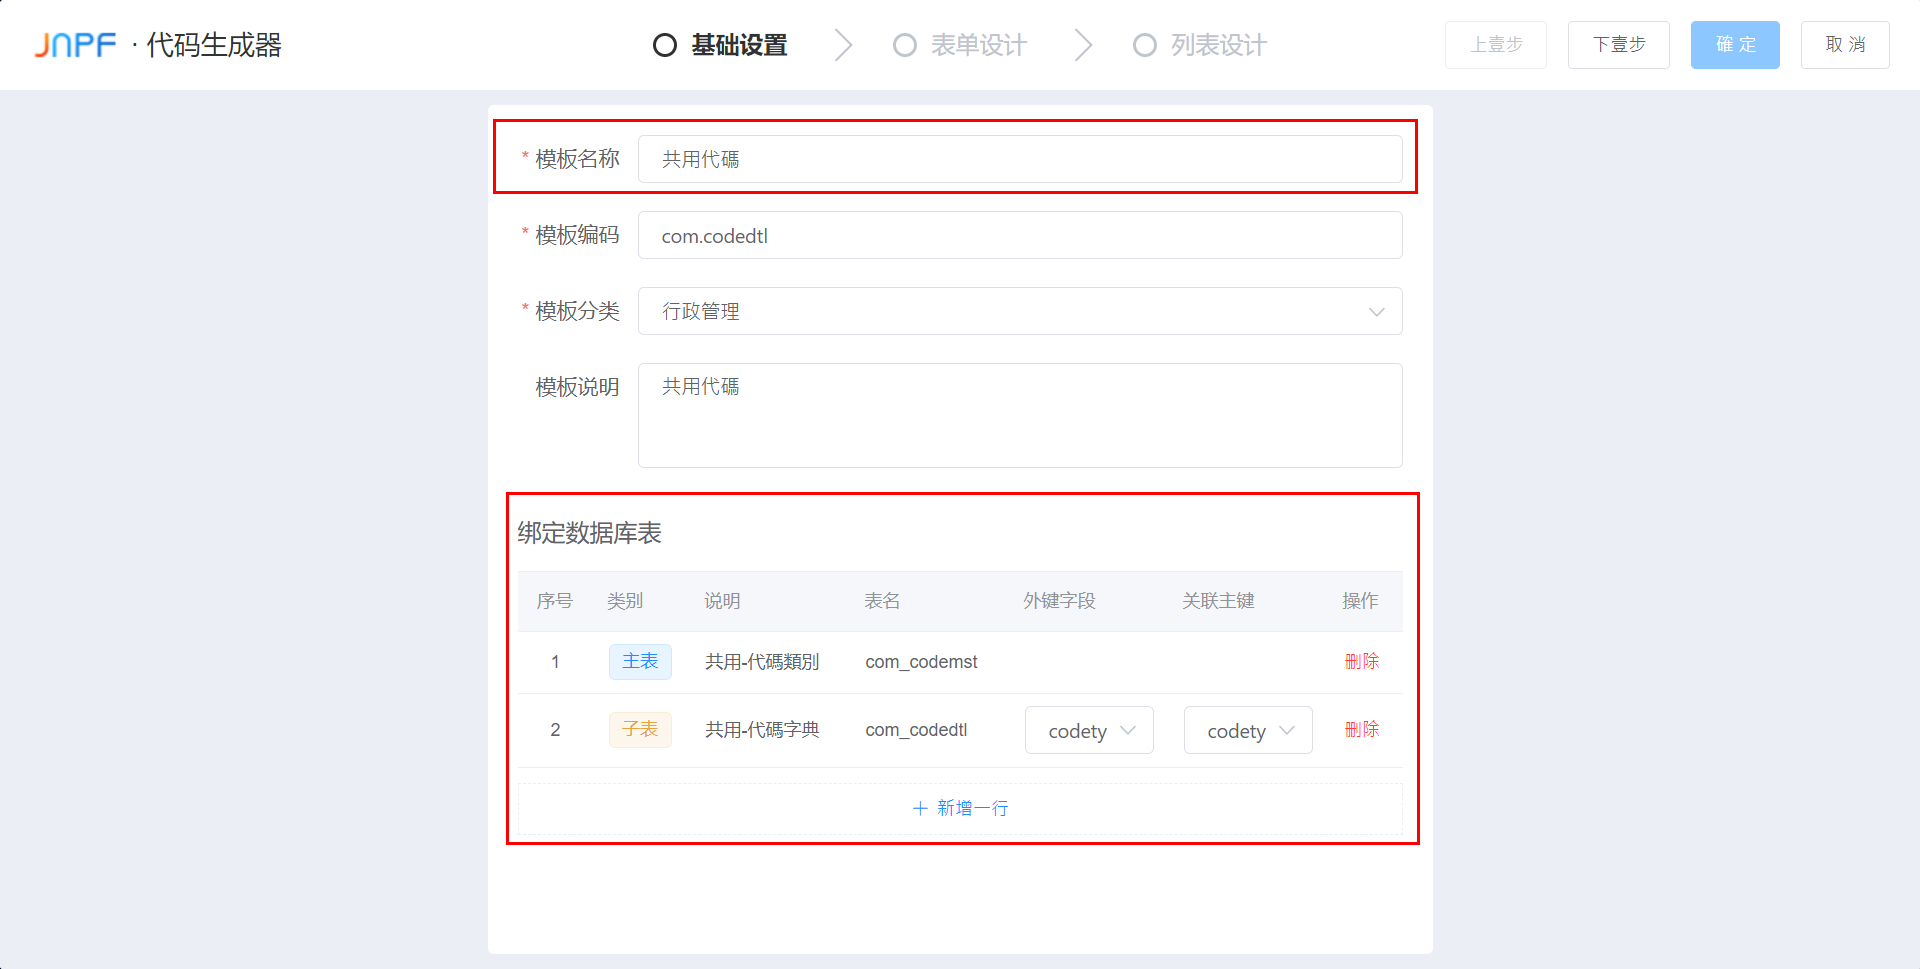 JNPF · 代码生成器
基础设置
表单设计
列表设计
上壹步
下壹步
確 定
取 消
* 模板名称
共用代碼
* 模板编码
com.codedtl
* 模板分类
行政管理
模板说明
共用代碼
绑定数据库表
序号 类别 说明 表名 外键字段 关联主键 操作
1 主表 共用-代碼類別 com_codemst 删除
2 子表 共用-代碼字典 com_codedtl codety codety 删除
+ 新增一行